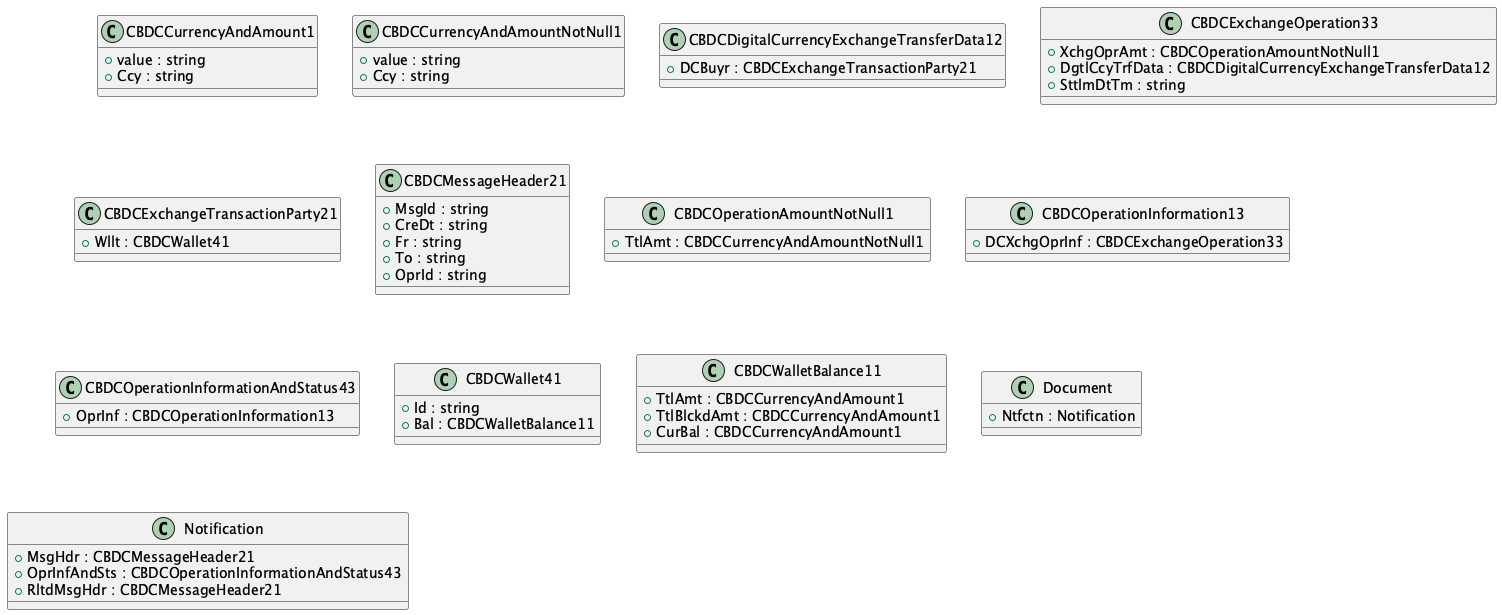 C CBDCCurrencyAndAmount1
value : string
Ccy : string
C CBDCCurrencyAndAmountNotNull1
value : string
Ccy : string
C CBDCDigitalCurrencyExchangeTransferData12
DCBuyr : CBDCExchangeTransactionParty21
C CBDCExchangeOperation33
XchgOprAmt : CBDCOperationAmountNotNull1
DgtlCcyTrfData : CBDCDigitalCurrencyExchangeTransferData12
SttlmDtTm : string
C CBDCExchangeTransactionParty21
Wllt : CBDCWallet41
C CBDCMessageHeader21
MsgId : string
CreDt : string
Fr : string
To : string
OprId : string
C CBDCOperationAmountNotNull1
TtlAmt : CBDCCurrencyAndAmountNotNull1
C CBDCOperationInformation13
DCXchgOprInf : CBDCExchangeOperation33
C CBDCOperationInformationAndStatus43
OprInf : CBDCOperationInformation13
C CBDCWallet41
Id : string
Bal : CBDCWalletBalance11
C CBDCWalletBalance11
TtlAmt : CBDCCurrencyAndAmount1
TtlBlckdAmt : CBDCCurrencyAndAmount1
CurBal : CBDCCurrencyAndAmount1
C Document
Ntfctn : Notification
C Notification
MsgHdr : CBDCMessageHeader21
OprInfAndSts : CBDCOperationInformationAndStatus43
RltdMsgHdr : CBDCMessageHeader21